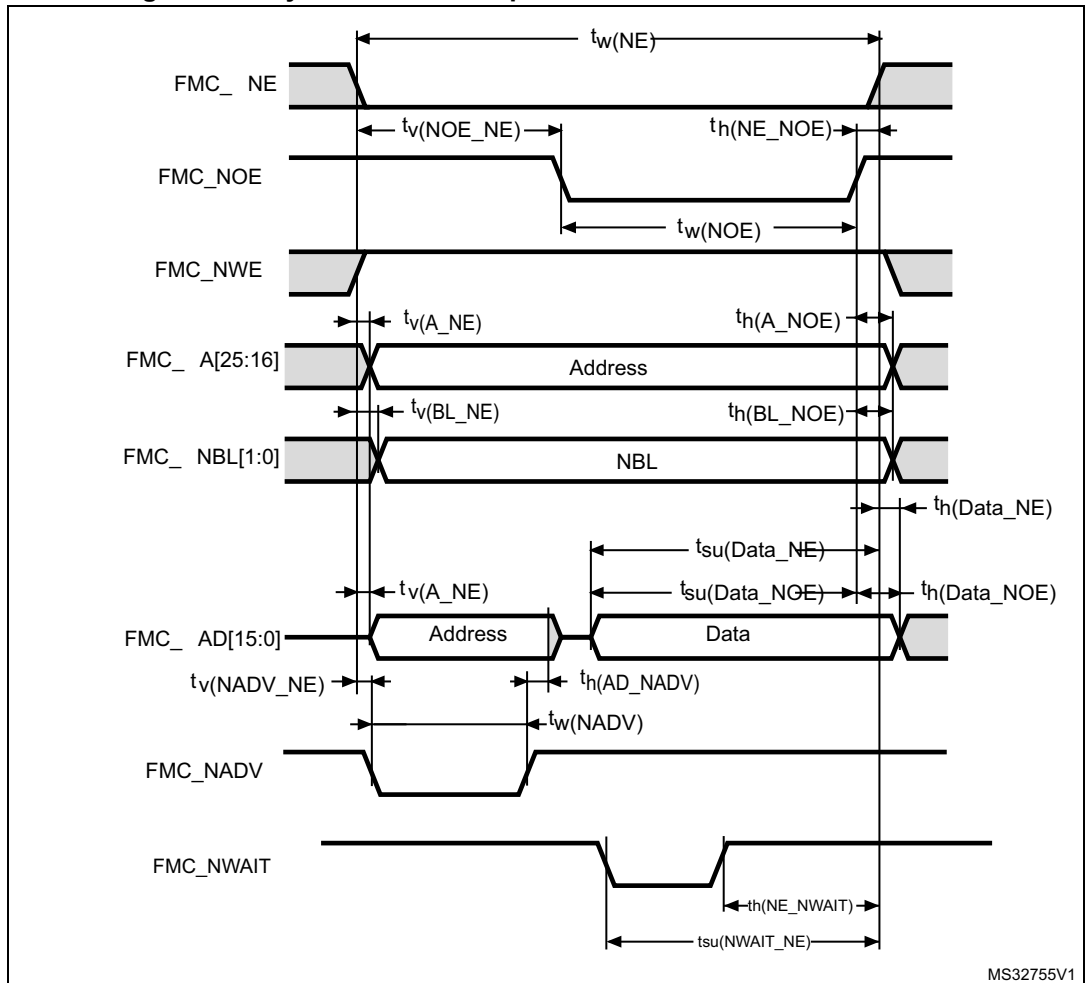 tw(NE)
FMC_ NE
tv(NOE_NE)
th(NE_NOE)
FMC_NOE
tw(NOE)
FMC_NWE
tv(A_NE)
th(A_NOE)
FMC_ A[25:16]
Address
tv(BL_NE)
th(BL_NOE)
FMC_ NBL[1:0]
NBL
th(Data_NE)
tsu(Data_NE)
tv(A_NE)
tsu(Data_NOE)
th(Data_NOE)
FMC_ AD[15:0]
Address
Data
tv(NADV_NE)
th(AD_NADV)
tw(NADV)
FMC_NADV
FMC_NWAIT
th(NE_NWAIT)
tsu(NWAIT_NE)
MS32755V1